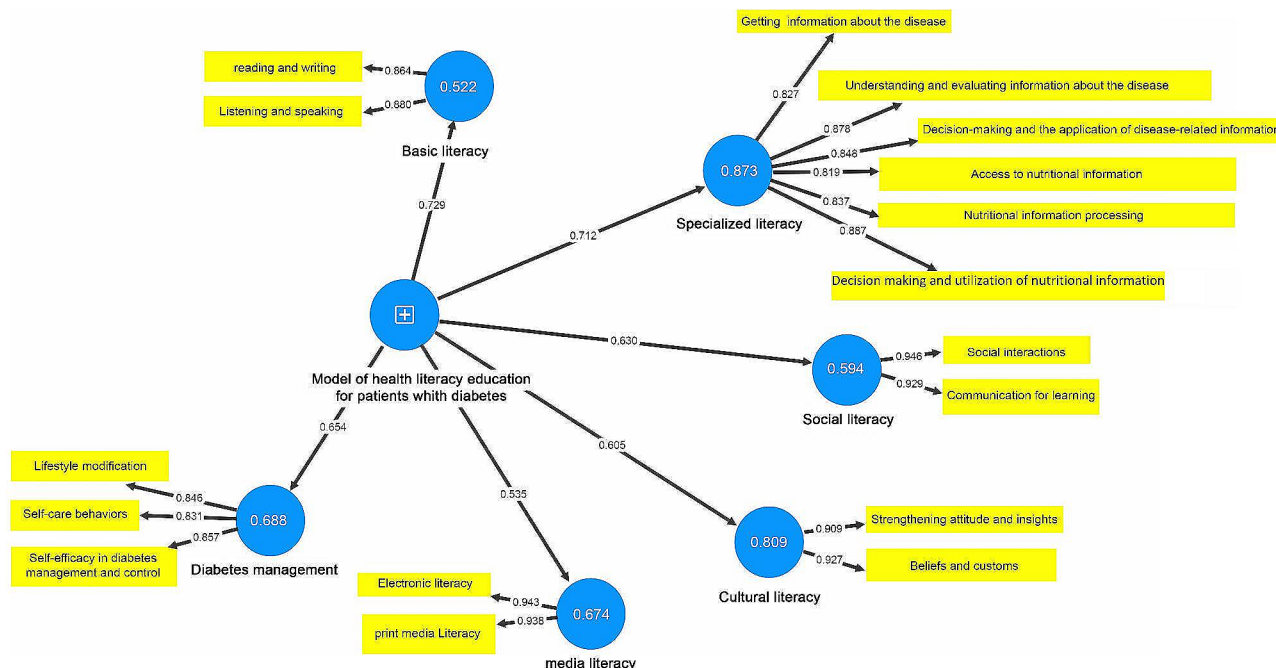 Getting information about the disease
reading and writing
0.864
0.522
Understanding and evaluating information about the disease
0.827
Listening and speaking
0.880
0.878
Decision-making and the application of disease-related information
Basic literacy
0.848
0.873
0.819
Access to nutritional information
0.729
0.837
Nutritional information processing
Specialized literacy
0.887
0.712
Decision making and utilization of nutritional information
0.630
0.946
Social interactions
0.594
Model of health literacy education
for patients whith diabetes
0.929
Communication for learning
Social literacy
0.654
0.605
Lifestyle modification
0.846
0.535
Self-care behaviors
0.831
0.688
0.909
Strengthening attitude and insights
0.857
0.809
Self-efficacy in diabetes
management and control
0.927
Beliefs and customs
Diabetes management
Electronic literacy
Cultural literacy
0.943
0.674
0.938
print media Literacy
media literacy